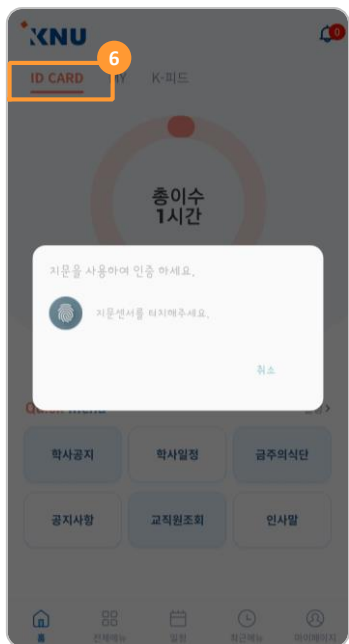 KNU
0
6
ID CARD MY K-피드
총이수
1시간
지문을 사용하여 인증 하세요.
지문센서를 터치해주세요.
취소
Quick menu
학사공지 학사일정 금주의식단
공지사항 교직원조회 인사말
홈 전체메뉴 일정 최근메뉴 마이페이지